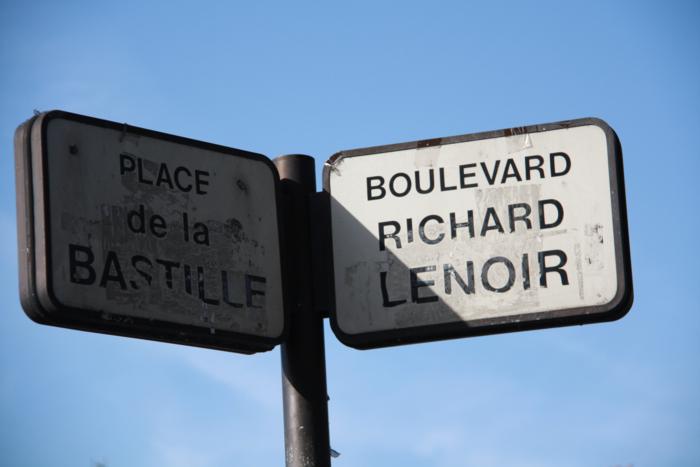 PLACE
de la
BASTILLE
BOULEVARD
RICHARD
LENOIR